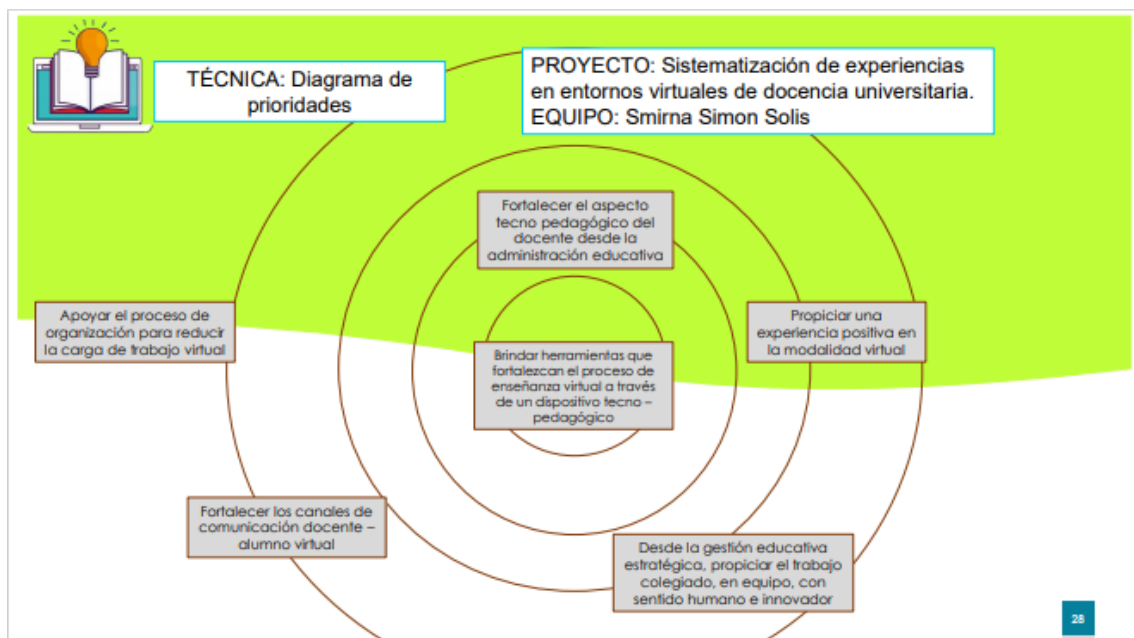 TÉCNICA: Diagrama de
prioridades
PROYECTO: Sistematización de experiencias
en entornos virtuales de docencia universitaria.
EQUIPO: Smirna Simon Solis
Fortalecer el aspecto
tecno pedagógico del
docente desde la
administración educativa
Apoyar el proceso de
organización para reducir
la carga de trabajo virtual
Propiciar una
experiencia positiva en
la modalidad virtual
Brindar herramientas que
fortalezcan el proceso de
enseñanza virtual a través
de un dispositivo tecno –
pedagógico
Fortalecer los canales de
comunicación docente –
alumno virtual
Desde la gestión educativa
estratégica, propiciar el trabajo
colegiado, en equipo, con
sentido humano e innovador
28